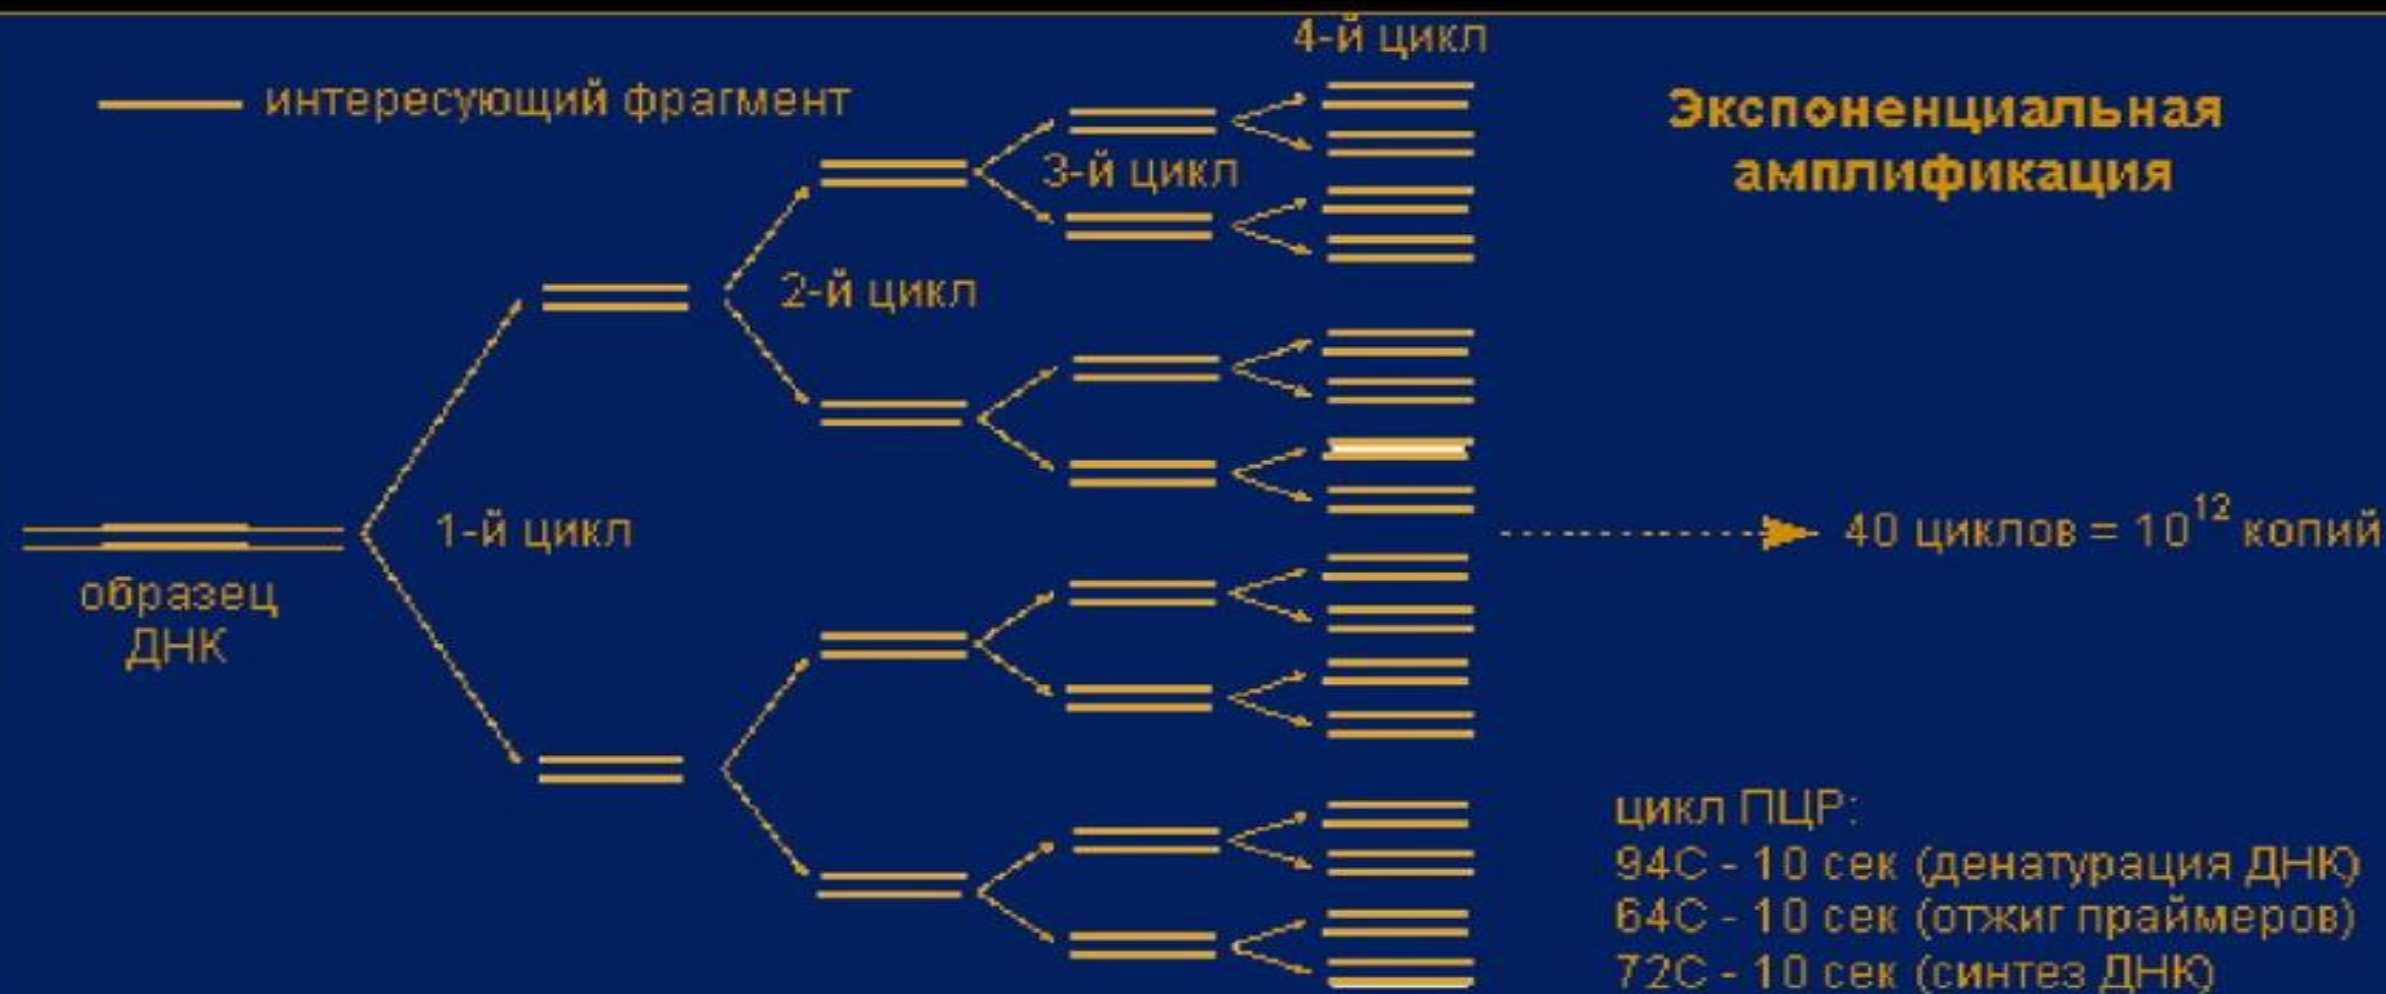 4-й цикл
интересующий фрагмент
Экспоненциальная
амплификация
3-й цикл
2-й цикл
1-й цикл
образец
ДНК
40 циклов = 10¹² копий
цикл ПЦР:
94С - 10 сек (денатурация ДНК)
64С - 10 сек (отжиг праймеров)
72С - 10 сек (синтез ДНК)